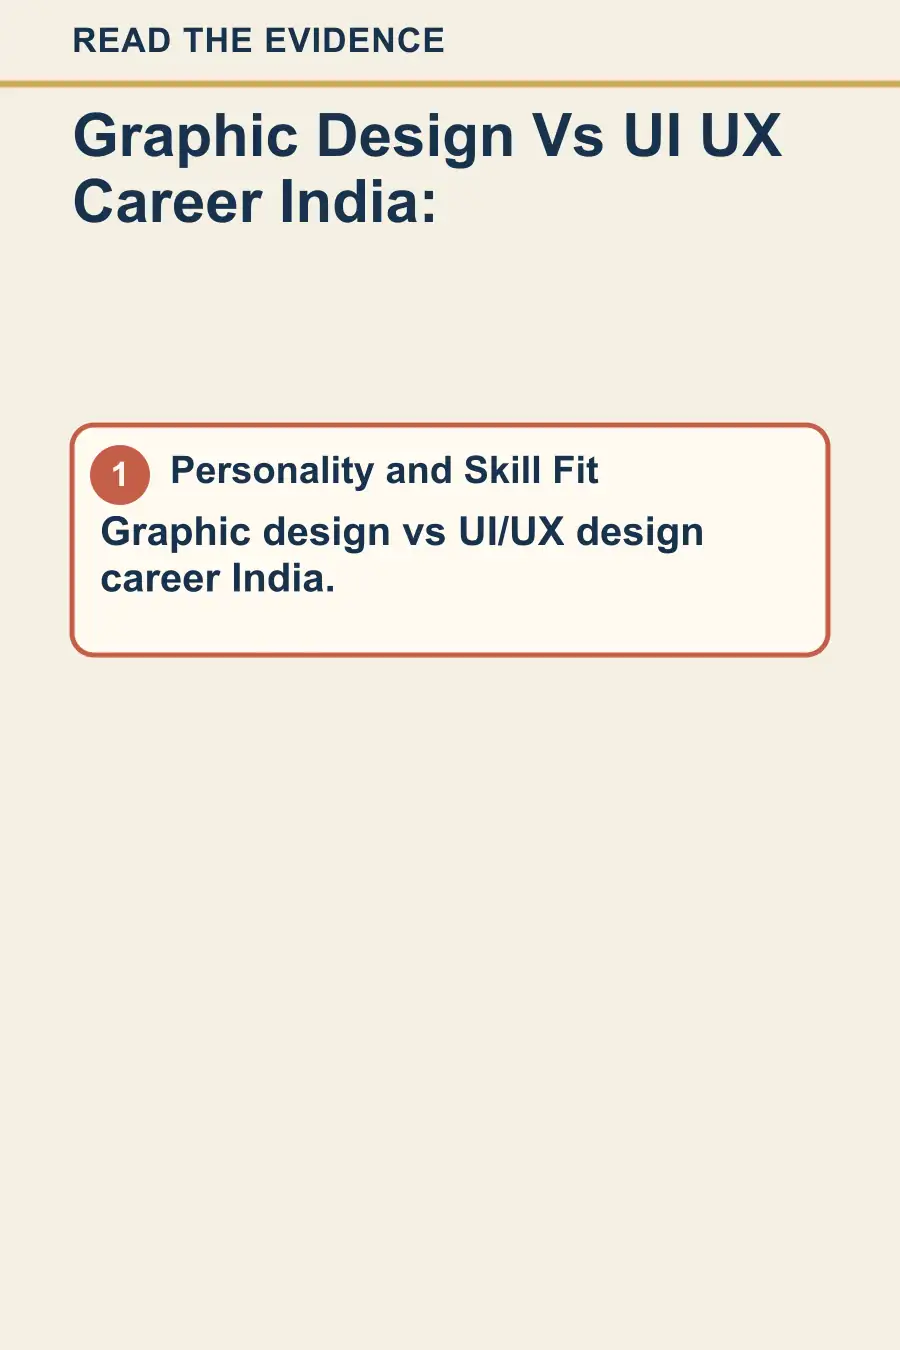 READ THE EVIDENCE
Graphic Design Vs UI UX
Career India:
1 Personality and Skill Fit
Graphic design vs UI/UX design
career India.